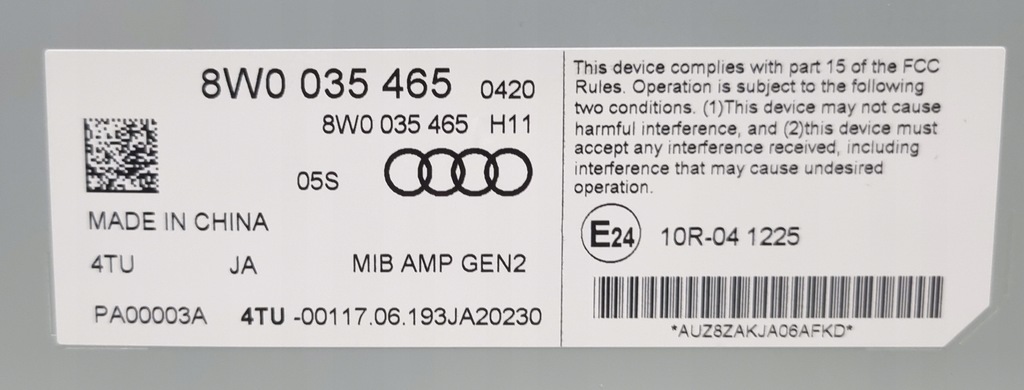 8W0 035 465 0420
8W0 035 465 H11
05S
MADE IN CHINA
4TU JA MIB AMP GEN2
PA00003A 4TU -00117.06.193JA20230
This device complies with part 15 of the FCC
Rules. Operation is subject to the following
two conditions. (1)This device may not cause
harmful interference, and (2)this device must
accept any interference received, including
interference that may cause undesired
operation.
E24 10R-04 1225
*AUZ8ZAKJA06AFKD*